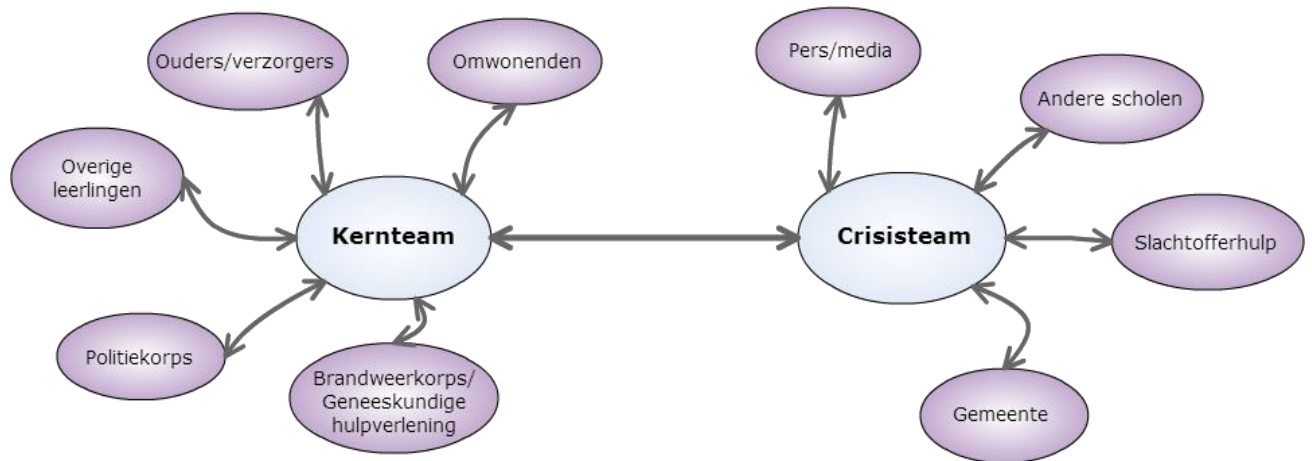 Ouders/verzorgers
Omwonenden
Pers/media
Andere scholen
Overige
leerlingen
Kernteam
Crisisteam
Slachtofferhulp
Politiekorps
Brandweerkorps/
Geneeskundige
hulpverlening
Gemeente